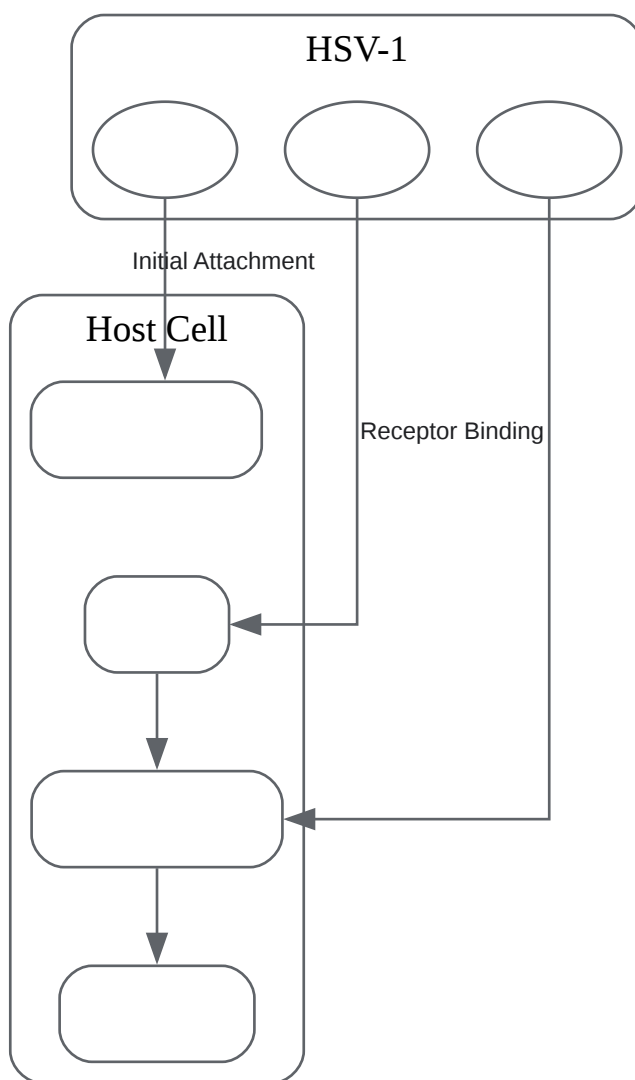 HSV-1
Initial Attachment
Host Cell
Receptor Binding